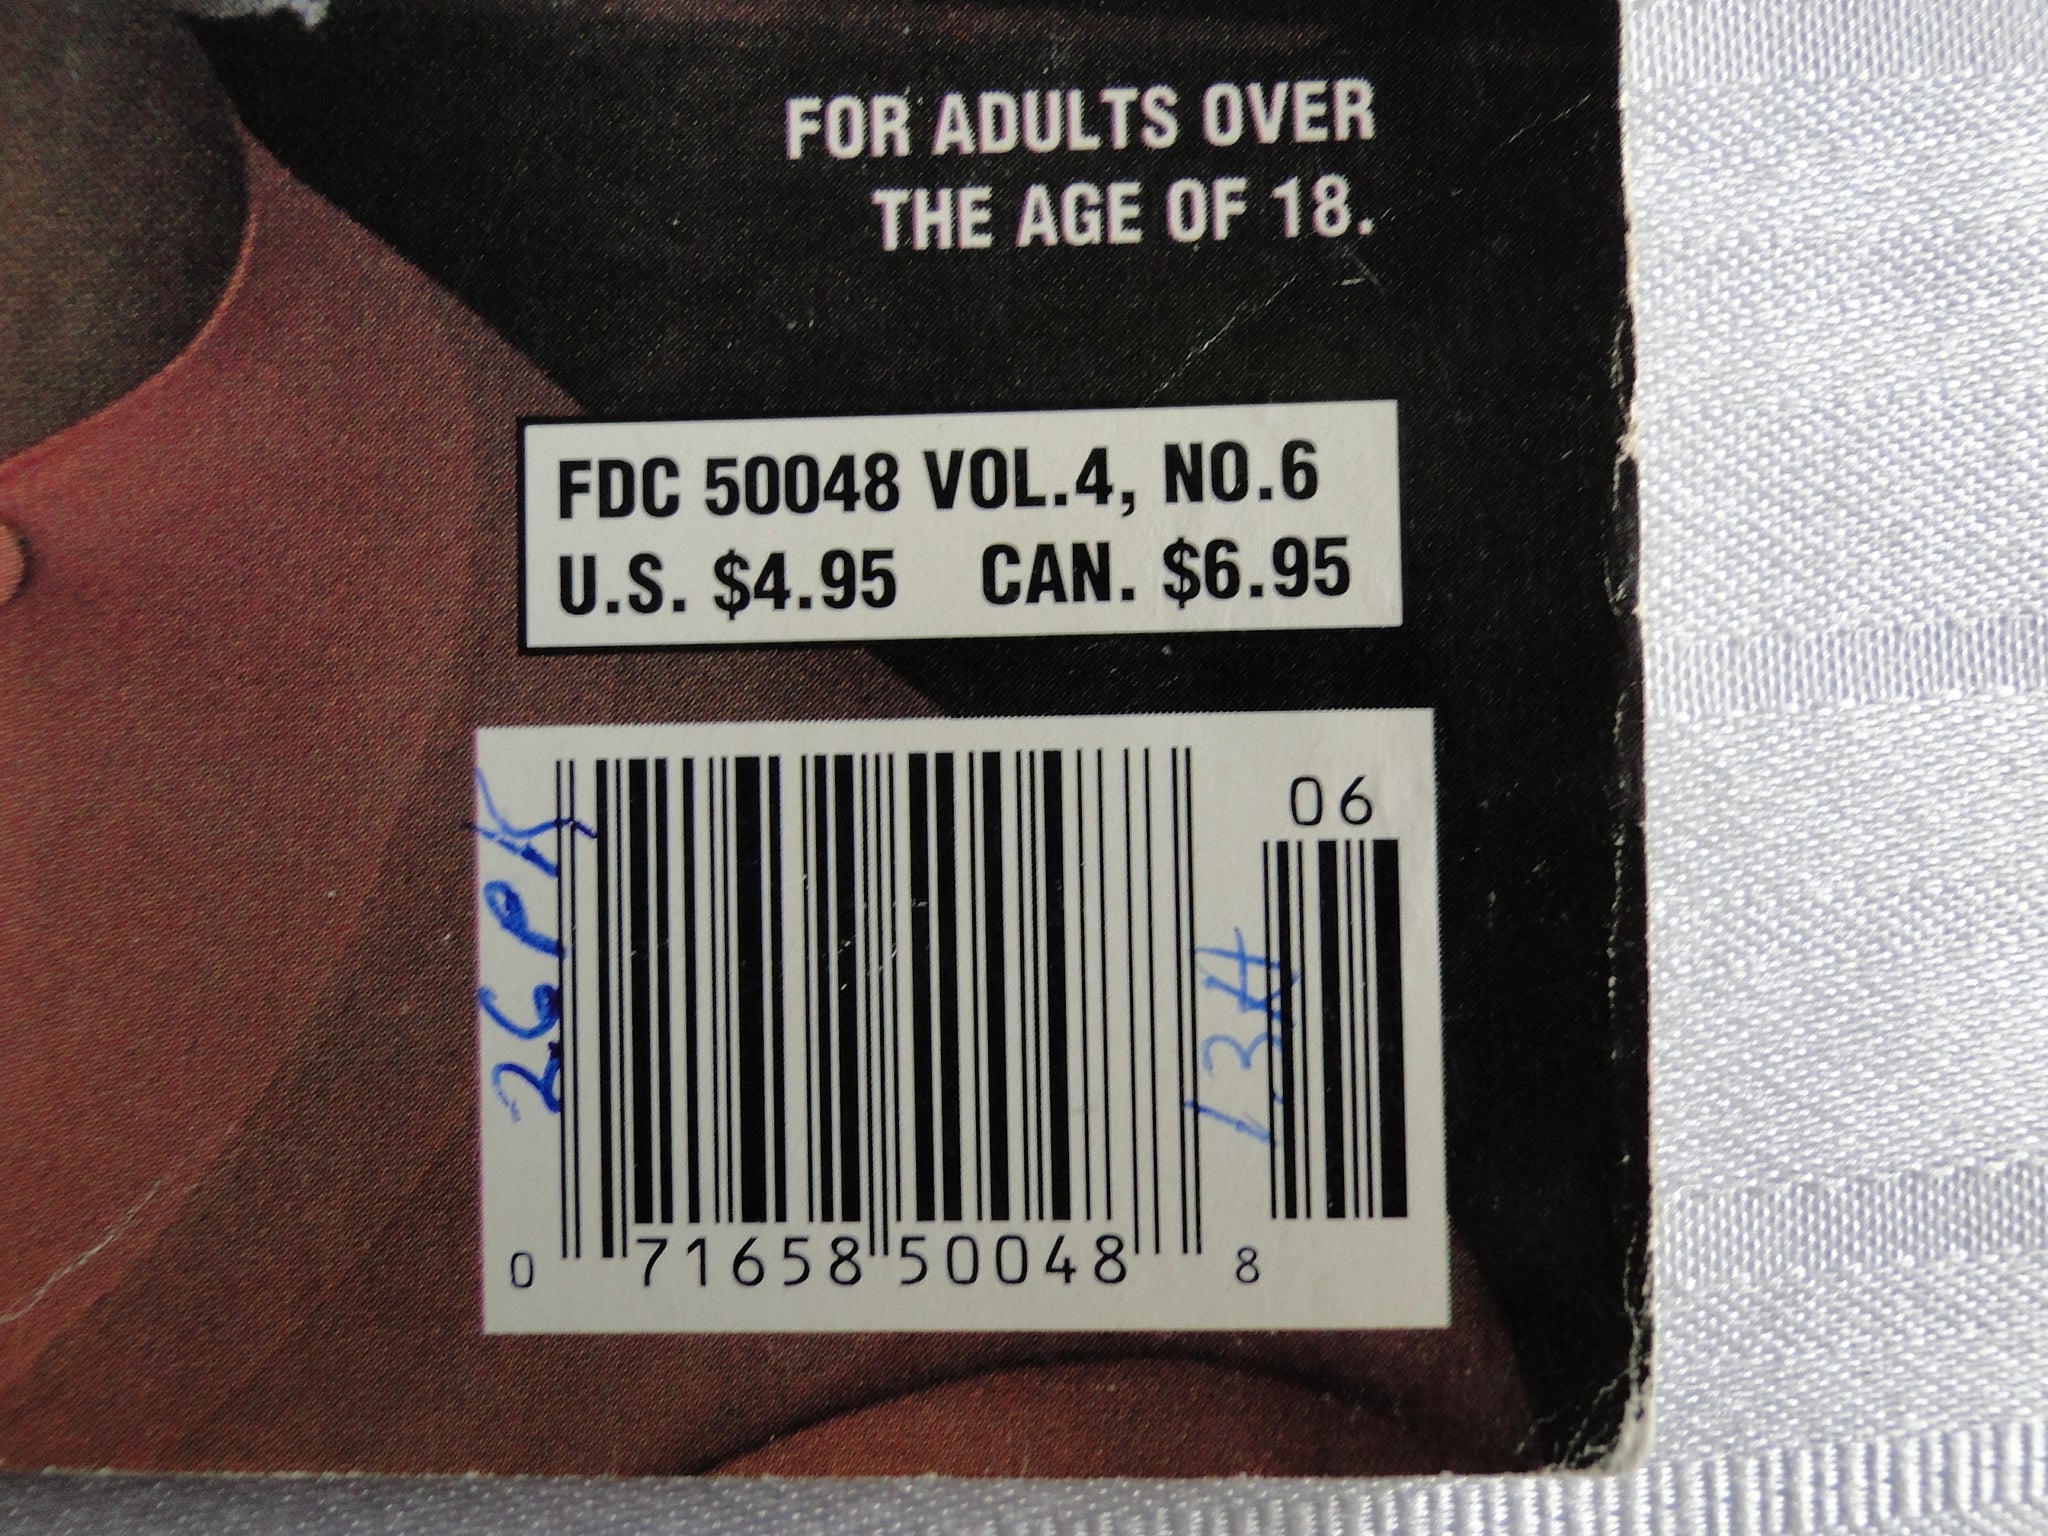 FOR ADULTS OVER
THE AGE OF 18.
FDC 50048 VOL.4, NO.6
U.S. $4.95 CAN. $6.95
06
0 71658 50048 8